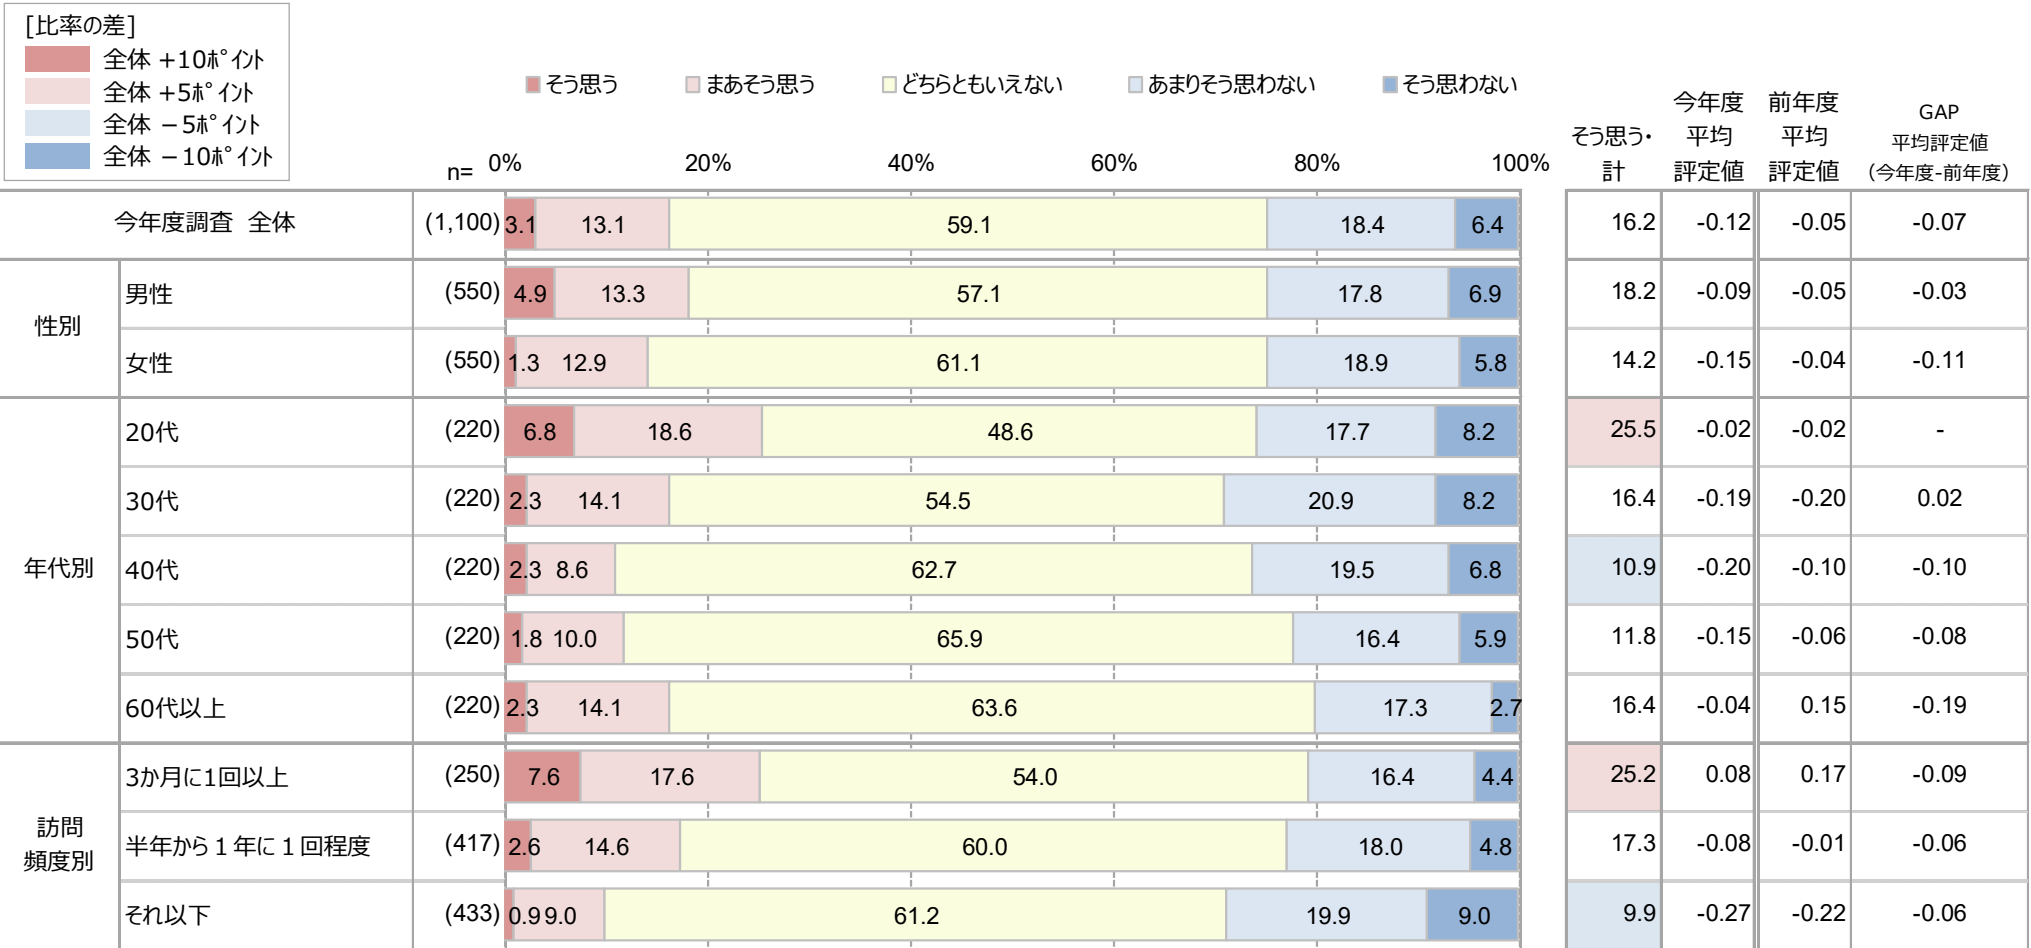 [比率の差]
全体 +10ﾎﾟｲﾝﾄ
全体 +5ﾎﾟｲﾝﾄ
全体 －5ﾎﾟｲﾝﾄ
全体 －10ﾎﾟｲﾝﾄ
そう思う まあそう思う どちらともいえない あまりそう思わない そう思わない
そう思う・計 今年度平均評定値 前年度平均評定値 GAP平均評定値（今年度-前年度）
n= 0% 20% 40% 60% 80% 100%
今年度調査 全体 (1,100) 3.1 13.1 59.1 18.4 6.4 16.2 -0.12 -0.05 -0.07
性別
男性 (550) 4.9 13.3 57.1 17.8 6.9 18.2 -0.09 -0.05 -0.03
女性 (550) 1.3 12.9 61.1 18.9 5.8 14.2 -0.15 -0.04 -0.11
年代別
20代 (220) 6.8 18.6 48.6 17.7 8.2 25.5 -0.02 -0.02 -
30代 (220) 2.3 14.1 54.5 20.9 8.2 16.4 -0.19 -0.20 0.02
40代 (220) 2.3 8.6 62.7 19.5 6.8 10.9 -0.20 -0.10 -0.10
50代 (220) 1.8 10.0 65.9 16.4 5.9 11.8 -0.15 -0.06 -0.08
60代以上 (220) 2.3 14.1 63.6 17.3 2.7 16.4 -0.04 0.15 -0.19
訪問頻度別
3か月に1回以上 (250) 7.6 17.6 54.0 16.4 4.4 25.2 0.08 0.17 -0.09
半年から１年に１回程度 (417) 2.6 14.6 60.0 18.0 4.8 17.3 -0.08 -0.01 -0.06
それ以下 (433) 0.9 9.0 61.2 19.9 9.0 9.9 -0.27 -0.22 -0.06